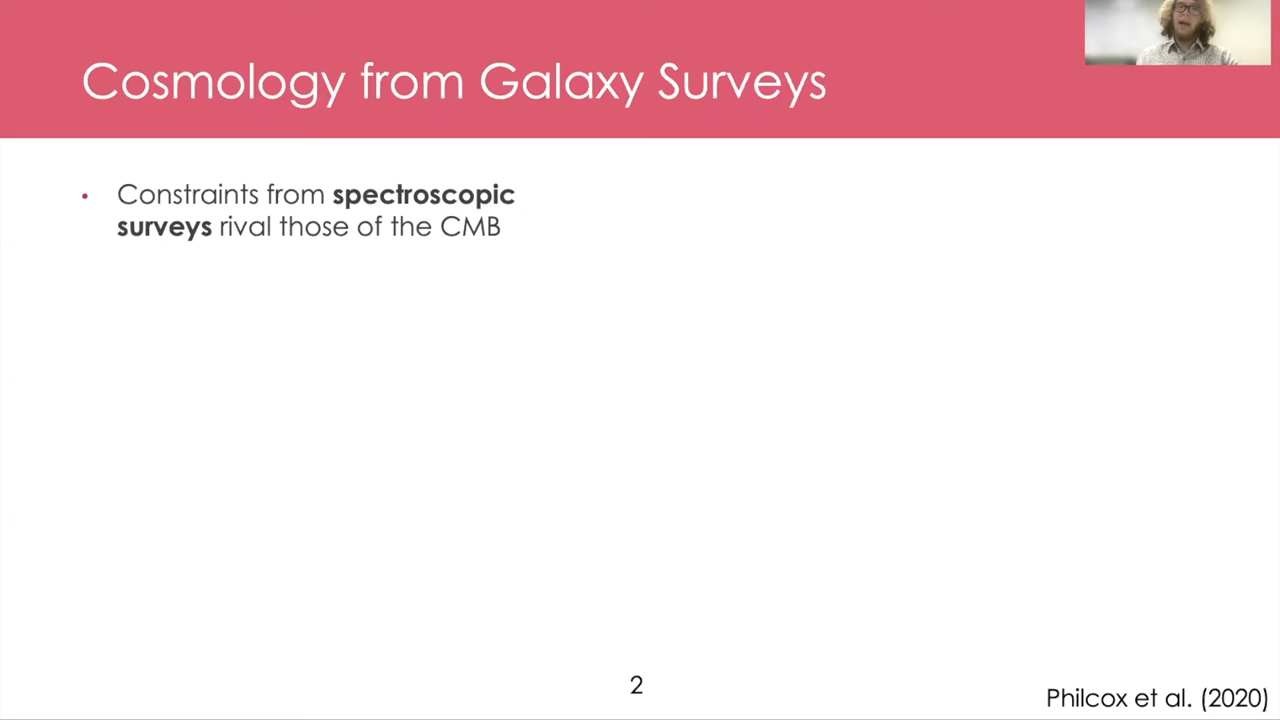 Cosmology from Galaxy Surveys
• Constraints from spectroscopic
surveys rival those of the CMB
2
Philcox et al. (2020)